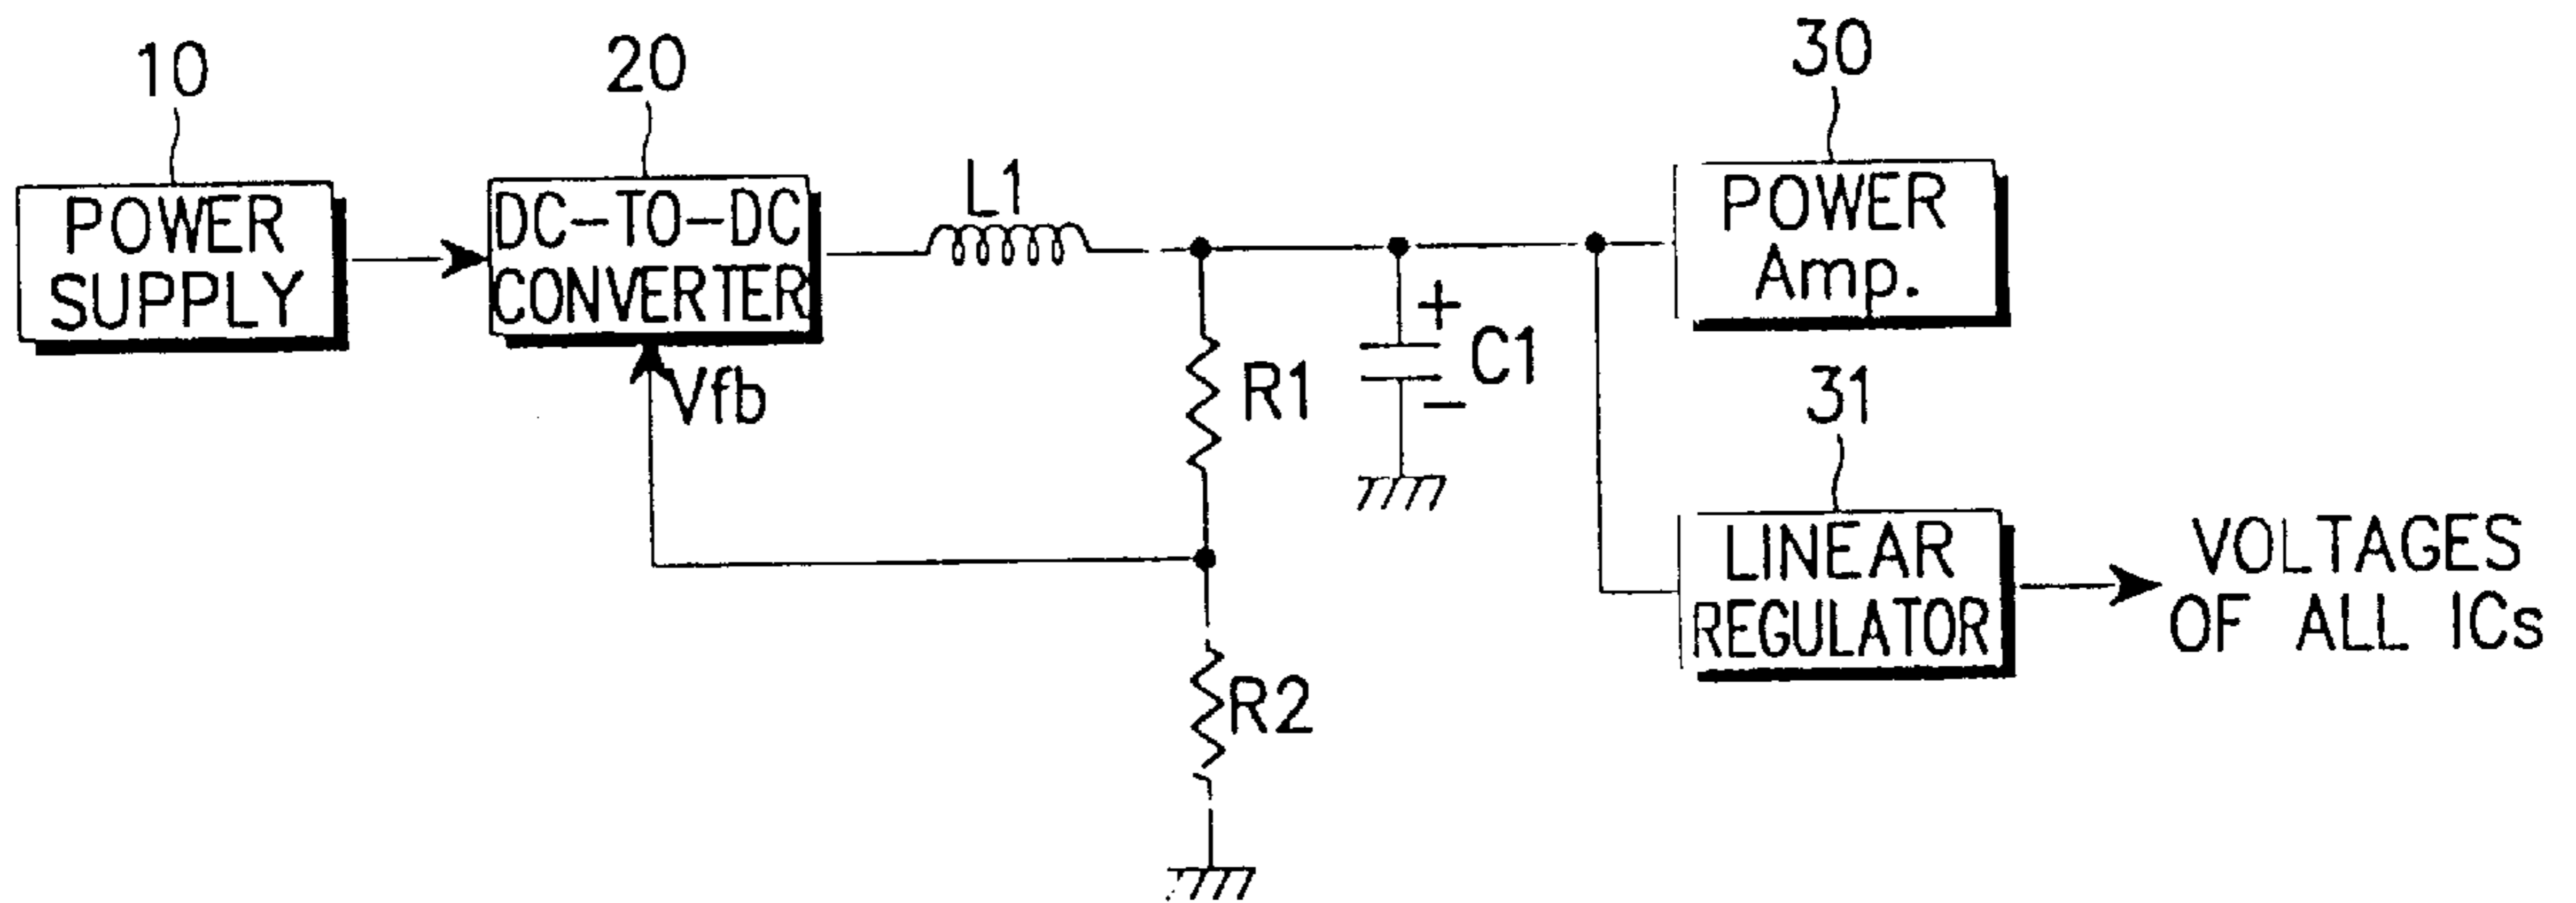 10
20
30
POWER
SUPPLY
DC-TO-DC
CONVERTER
L1
POWER
Amp.
+
C1
-
Vfb
R1
31
LINEAR
REGULATOR
VOLTAGES
OF ALL ICs
R2